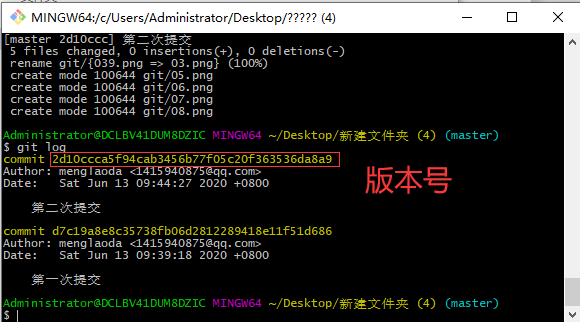 MINGW64:/c/Users/Administrator/Desktop/????? (4)
[master 2d10ccc] 第二次提交
5 files changed, 0 insertions(+), 0 deletions(-)
rename git/{039.png => 03.png} (100%)
create mode 100644 git/05.png
create mode 100644 git/06.png
create mode 100644 git/07.png
create mode 100644 git/08.png
Administrator@DCLBV41DUM8DZIC MINGW64 ~/Desktop/新建文件夹 (4) (master)
$ git log
commit 2d10ccca5f94cab3456b77f05c20f363536da8a9
Author: menglaoda <1415940875@qq.com>
Date:   Sat Jun 13 09:44:27 2020 +0800
版本号
第二次提交
commit d7c19a8e8c35738fb06d2812289418e11f51d686
Author: menglaoda <1415940875@qq.com>
Date:   Sat Jun 13 09:39:18 2020 +0800
第一次提交
Administrator@DCLBV41DUM8DZIC MINGW64 ~/Desktop/新建文件夹 (4) (master)
$